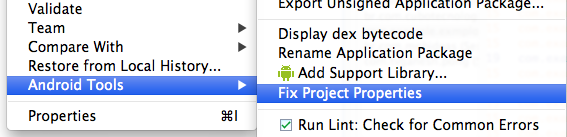 Validate
Team
Compare With
Restore from Local History...
Android Tools
Properties ⌘I
Export Unsigned Application Package...
Display dex bytecode
Rename Application Package
Add Support Library...
Fix Project Properties
Run Lint: Check for Common Errors